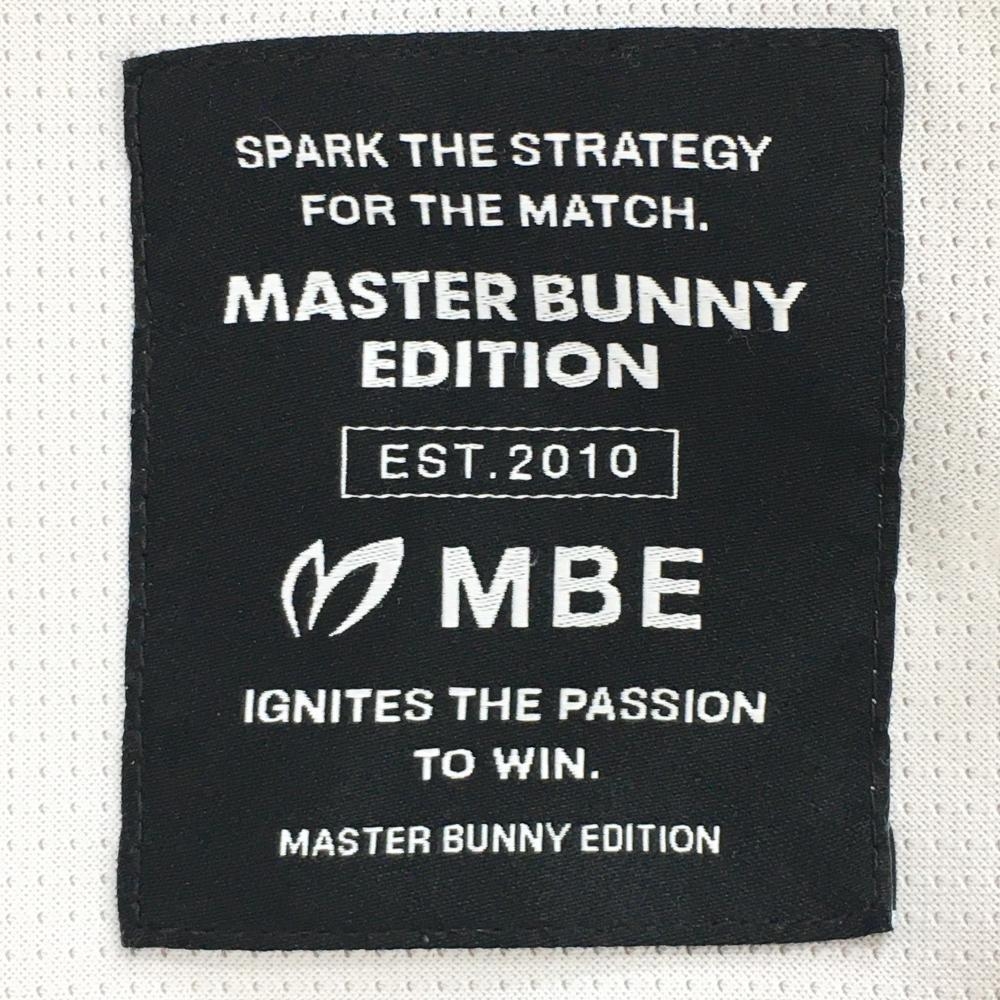 SPARK THE STRATEGY
FOR THE MATCH.
MASTER BUNNY
EDITION
EST.2010
MBE
IGNITES THE PASSION
TO WIN.
MASTER BUNNY EDITION